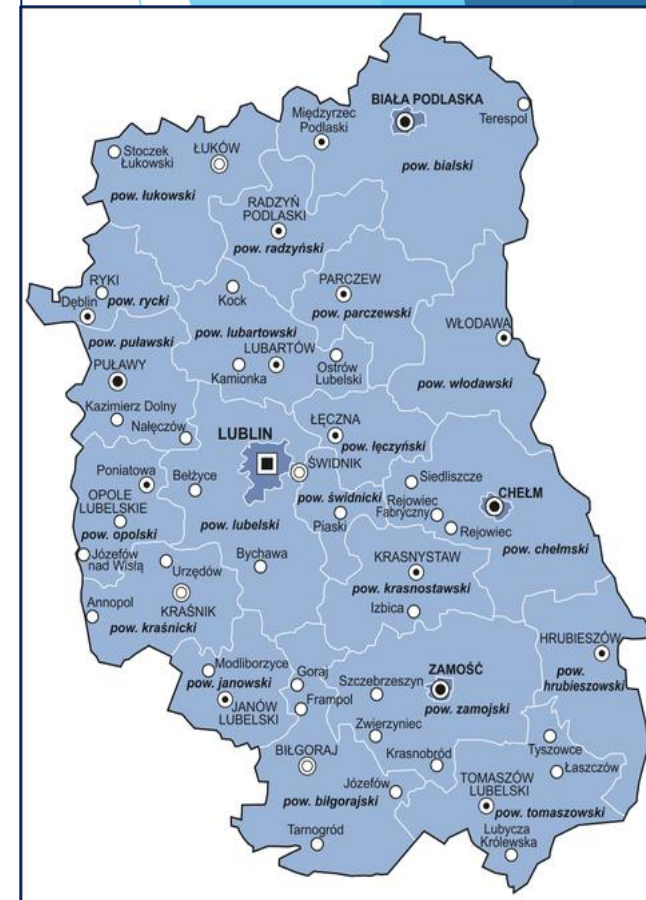 BIAŁA PODLASKA
Terespol
Międzyrzec
Podlaski
pow. bialski
Stoczek
Łukowski
ŁUKÓW
pow. łukowski
RADZYŃ
PODLASKI
pow. radzyński
RYKI
pow. rycki
Dęblin
Kock
PARCZEW
pow. parczewski
pow. puławski
pow. lubartowski
WŁODAWA
PUŁAWY
LUBARTÓW
Kamionka
Ostrów
Lubelski
pow. włodawski
Kazimierz Dolny
Nałęczów
LUBLIN
ŁĘCZNA
pow. łęczyński
ŚWIDNIK
Poniatowa
Bełżyce
Siedliszcze
OPOLE
LUBELSKIE
pow. opolski
pow. lubelski
pow. świdnicki
Piaski
Rejowiec
Fabryczny
CHEŁM
Rejowiec
pow. chełmski
Józefów
nad Wisłą
Urzędów
Bychawa
KRASNYSTAW
pow. krasnostawski
Annopol
KRAŚNIK
pow. kraśnicki
Izbica
HRUBIESZÓW
pow.
hrubieszowski
Modliborzyce
pow. janowski
JANÓW
LUBELSKI
Goraj
Frampol
Szczebrzeszyn
ZAMOŚĆ
pow. zamojski
Zwierzyniec
Tyszowce
BIŁGORAJ
Krasnobród
Łaszczów
Józefów
pow. biłgorajski
TOMASZÓW
LUBELSKI
pow. tomaszowski
Tarnogród
Lubycza
Królewska